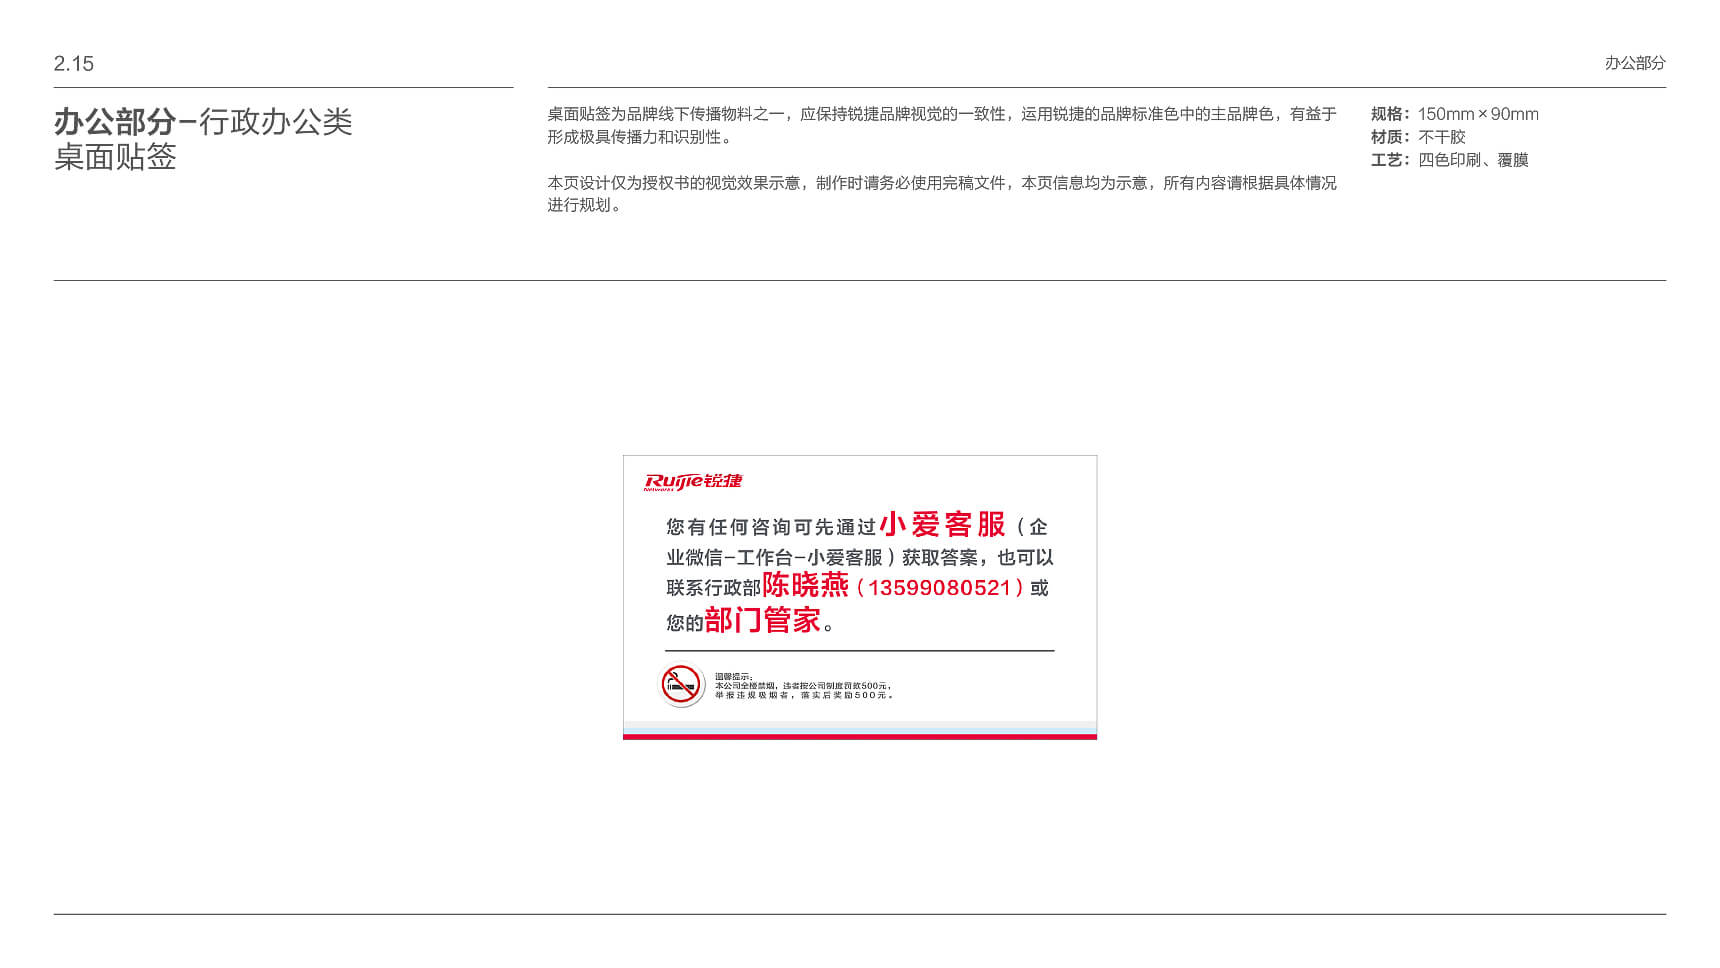 2.15
办公部分
办公部分–行政办公类
桌面贴签
桌面贴签为品牌线下传播物料之一，应保持锐捷品牌视觉的一致性，运用锐捷的品牌标准色中的主品牌色，有益于
形成极具传播力和识别性。
本页设计仅为授权书的视觉效果示意，制作时请务必使用完稿文件，本页信息均为示意，所有内容请根据具体情况
进行规划。
规格：150mm×90mm
材质：不干胶
工艺：四色印刷、覆膜
Ruijie锐捷
Networks
您有任何咨询可先通过小爱客服（企
业微信–工作台–小爱客服）获取答案，也可以
联系行政部陈晓燕（13599080521）或
您的部门管家。
温馨提示：
本公司全楼禁烟，违者按公司制度罚款500元，
举报违规吸烟者，落实后奖励500元。